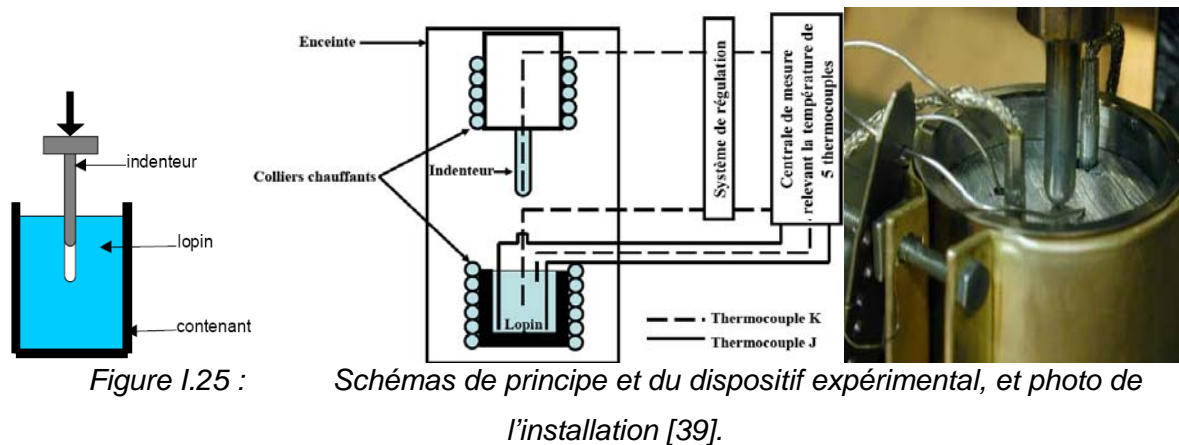 indenteur
lopin
contenant
Enceinte
Colliers chauffants
Indenteur
Lopin
Système de régulation
Centrale de mesure
relevant la température de
5 thermocouples
Thermocouple K
Thermocouple J
Figure I.25 : Schémas de principe et du dispositif expérimental, et photo de
l’installation [39].